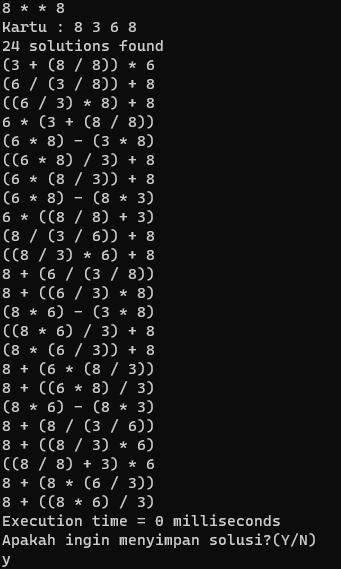 8 * * 8
Kartu : 8 3 6 8
24 solutions found
(3 + (8 / 8)) * 6
(6 / (3 / 8)) + 8
((6 / 3) * 8) + 8
6 * (3 + (8 / 8))
(6 * 8) - (3 * 8)
((6 * 8) / 3) + 8
(6 * (8 / 3)) + 8
(6 * 8) - (8 * 3)
6 * ((8 / 8) + 3)
(8 / (3 / 6)) + 8
((8 / 3) * 6) + 8
8 + (6 / (3 / 8))
8 + ((6 / 3) * 8)
(8 * 6) - (3 * 8)
((8 * 6) / 3) + 8
(8 * (6 / 3)) + 8
8 + (6 * (8 / 3))
8 + ((6 * 8) / 3)
(8 * 6) - (8 * 3)
8 + (8 / (3 / 6))
8 + ((8 / 3) * 6)
((8 / 8) + 3) * 6
8 + (8 * (6 / 3))
8 + ((8 * 6) / 3)
Execution time = 0 milliseconds
Apakah ingin menyimpan solusi?(Y/N)
y